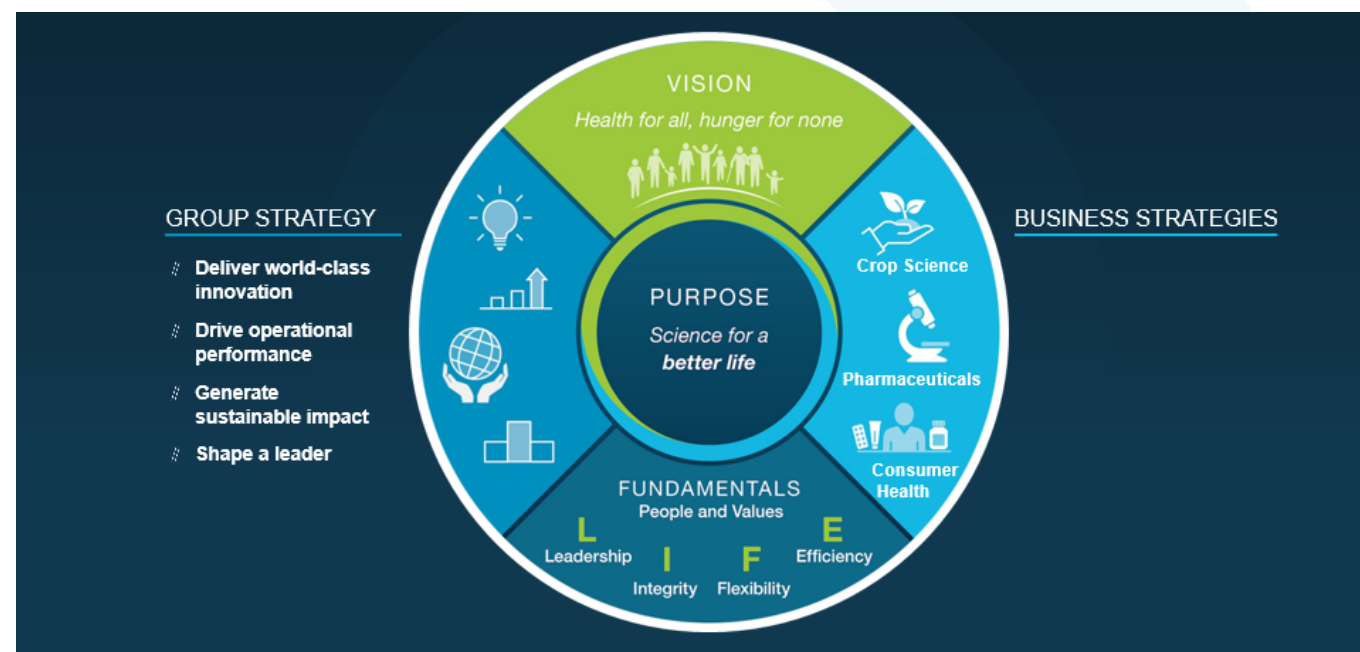 VISION
Health for all, hunger for none
GROUP STRATEGY
Deliver world-class
innovation
Drive operational
performance
Generate
sustainable impact
Shape a leader
PURPOSE
Science for a
better life
BUSINESS STRATEGIES
Crop Science
Pharmaceuticals
Consumer
Health
FUNDAMENTALS
People and Values
L I F E
Leadership
Integrity
Flexibility
Efficiency